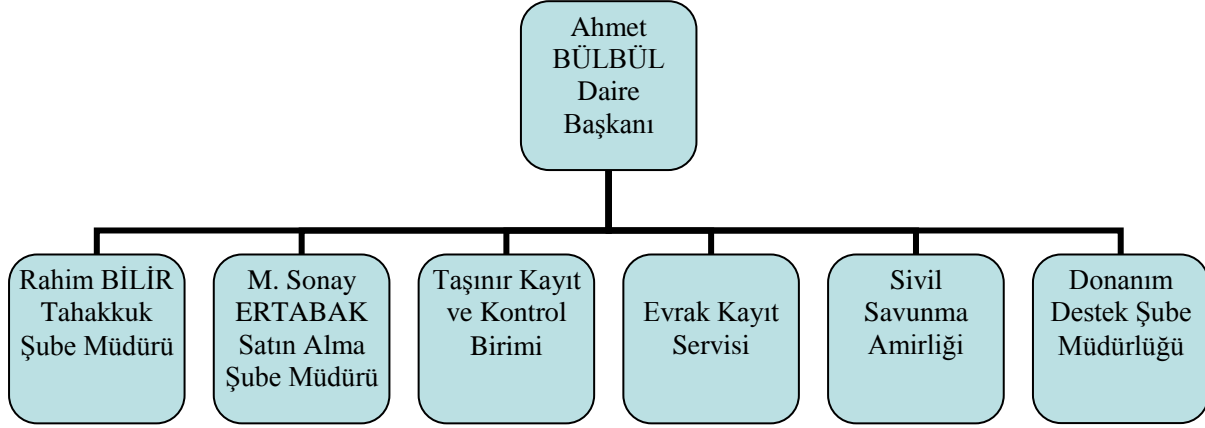 Ahmet
BÜLBÜL
Daire
Başkanı
Rahim BİLİR
Tahakkuk
Şube Müdürü
M. Sonay
ERTABAK
Satın Alma
Şube Müdürü
Taşınır Kayıt
ve Kontrol
Birimi
Evrak Kayıt
Servisi
Sivil
Savunma
Amirliği
Donanım
Destek Şube
Müdürlüğü